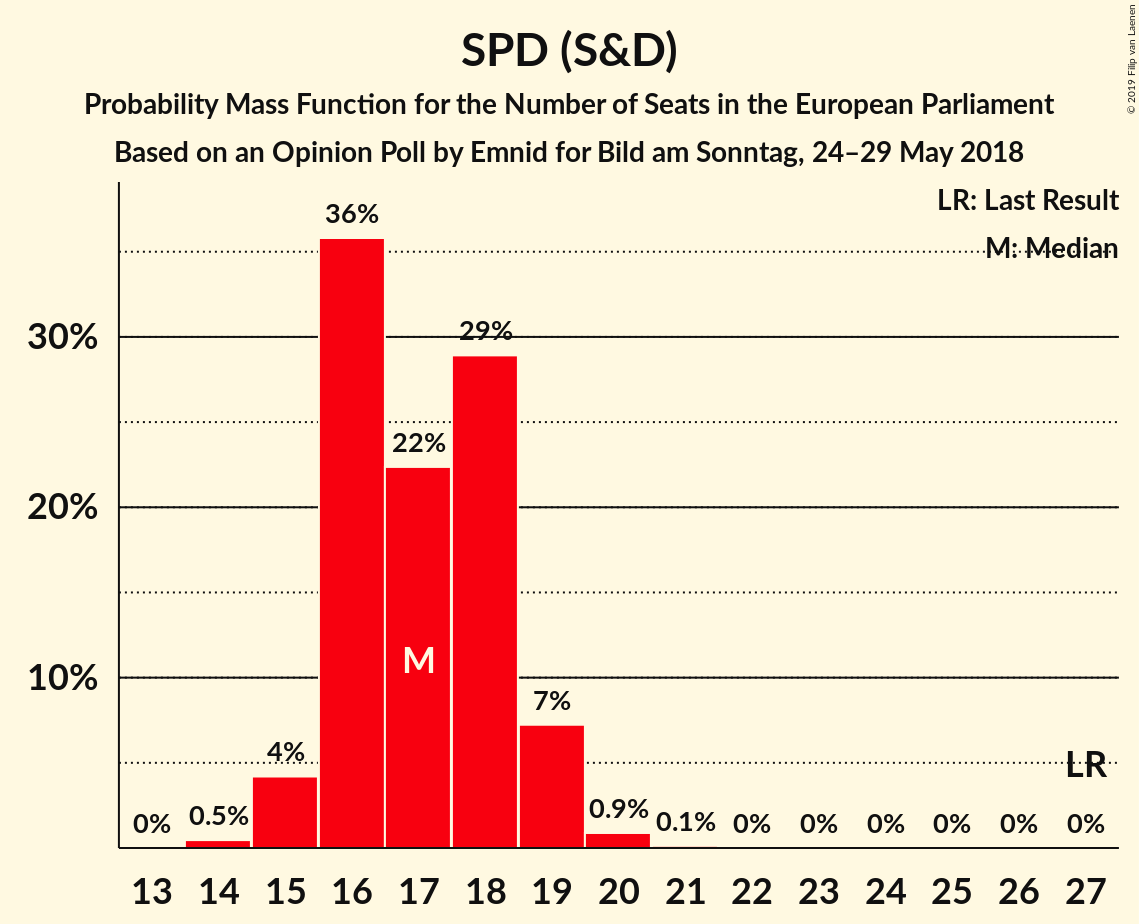 © 2019 Filip van Laenen
SPD (S&D)
Probability Mass Function for the Number of Seats in the European Parliament
Based on an Opinion Poll by Emnid for Bild am Sonntag, 24–29 May 2018
LR: Last Result
M: Median
30%
20%
10%
0%
0.5%
4%
36%
22%
29%
7%
0.9%
0.1%
0%
0%
0%
0%
0%
0%
M
LR
13 14 15 16 17 18 19 20 21 22 23 24 25 26 27